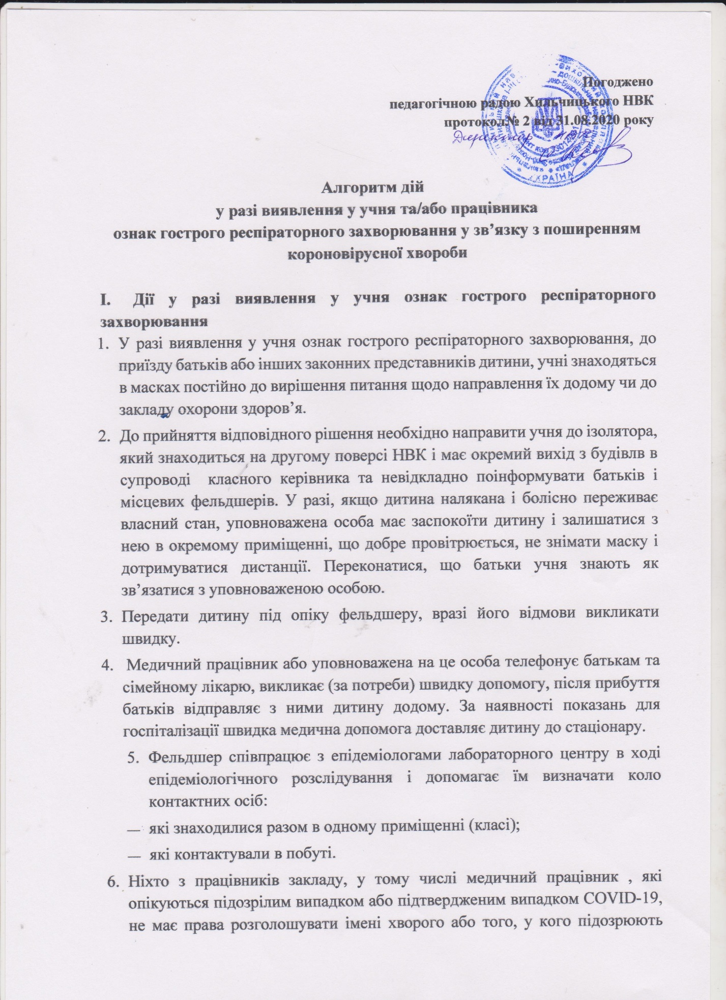 Погоджено
педагогічною радою Хильчицького НВК
протокол№ 2 від 31.08.2020 року
Директор НВК
УКРАЇНА
Алгоритм дій
у разі виявлення у учня та/або працівника
ознак гострого респіраторного захворювання у зв’язку з поширенням
короновірусної хвороби
І. Дії у разі виявлення у учня ознак гострого респіраторного
захворювання
1. У разі виявлення у учня ознак гострого респіраторного захворювання, до
приїзду батьків або інших законних представників дитини, учні знаходяться
в масках постійно до вирішення питання щодо направлення їх додому чи до
закладу охорони здоров’я.
2. До прийняття відповідного рішення необхідно направити учня до ізолятора,
який знаходиться на другому поверсі НВК і має окремий вихід з будівлв в
супроводі класного керівника та невідкладно поінформувати батьків і
місцевих фельдшерів. У разі, якщо дитина налякана і болісно переживає
власний стан, уповноважена особа має заспокоїти дитину і залишатися з
нею в окремому приміщенні, що добре провітрюється, не знімати маску і
дотримуватися дистанції. Переконатися, що батьки учня знають як
зв’язатися з уповноваженою особою.
3. Передати дитину під опіку фельдшеру, вразі його відмови викликати
швидку.
4. Медичний працівник або уповноважена на це особа телефонує батькам та
сімейному лікарю, викликає (за потреби) швидку допомогу, після прибуття
батьків відправляє з ними дитину додому. За наявності показань для
госпіталізації швидка медична допомога доставляє дитину до стаціонару.
5. Фельдшер співпрацює з епідеміологами лабораторного центру в ході
епідеміологічного розслідування і допомагає їм визначати коло
контактних осіб:
— які знаходилися разом в одному приміщенні (класі);
— які контактували в побуті.
6. Ніхто з працівників закладу, у тому числі медичний працівник , які
опікуються підозрілим випадком або підтвердженим випадком COVID-19,
не має права розголошувати імені хворого або того, у кого підозрюють